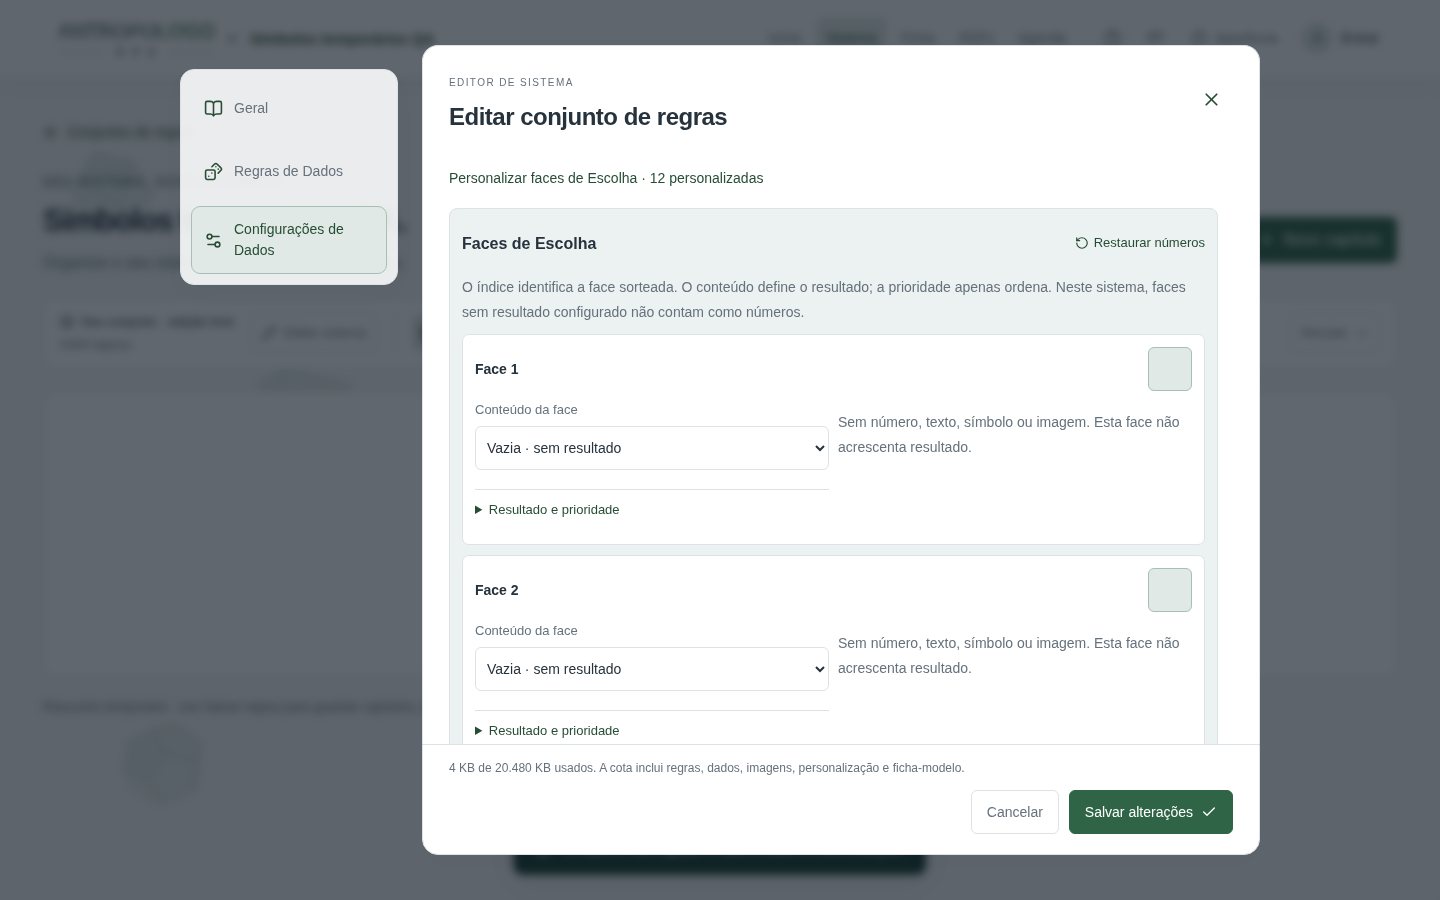 Geral
Regras de Dados
Configurações de
Dados
EDITOR DE SISTEMA
Editar conjunto de regras
Personalizar faces de Escolha · 12 personalizadas
Faces de Escolha
Restaurar números
O índice identifica a face sorteada. O conteúdo define o resultado; a prioridade apenas ordena. Neste sistema, faces
sem resultado configurado não contam como números.
Face 1
Conteúdo da face
Vazia · sem resultado
Sem número, texto, símbolo ou imagem. Esta face não
acrescenta resultado.
Resultado e prioridade
Face 2
Conteúdo da face
Vazia · sem resultado
Sem número, texto, símbolo ou imagem. Esta face não
acrescenta resultado.
Resultado e prioridade
4 KB de 20.480 KB usados. A cota inclui regras, dados, imagens, personalização e ficha-modelo.
Cancelar
Salvar alterações